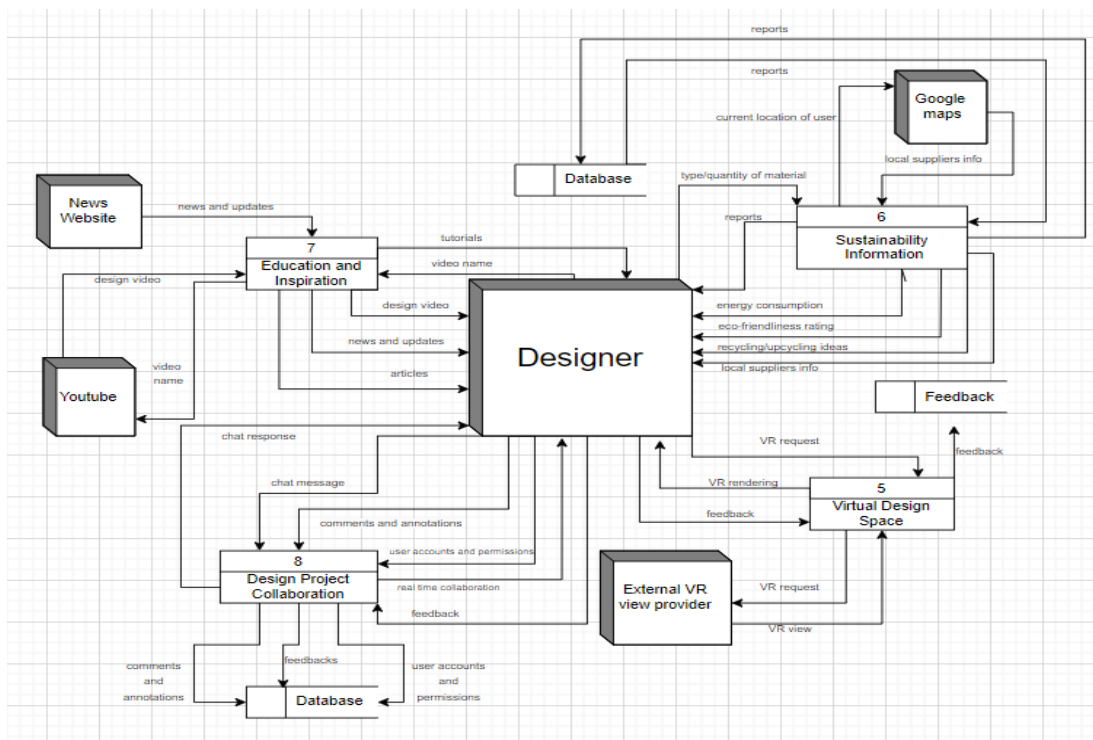 reports
reports
Google
maps
current location of user
local suppliers info
Database
type/quantity of material
News
Website
news and updates
6
Sustainability
Information
reports
7
Education and
Inspiration
tutorials
video name
design video
design video
energy consumption
eco-friendliness rating
news and updates
recycling/upcycling ideas
local suppliers info
Designer
video
name
articles
Youtube
Feedback
chat response
VR request
feedback
chat message
VR rendering
5
Virtual Design
Space
comments and annotations
feedback
user accounts and permissions
8
Design Project
Collaboration
real time collaboration
External VR
view provider
VR request
feedback
VR view
comments
and
annotations
feedbacks
user accounts
and
permissions
Database